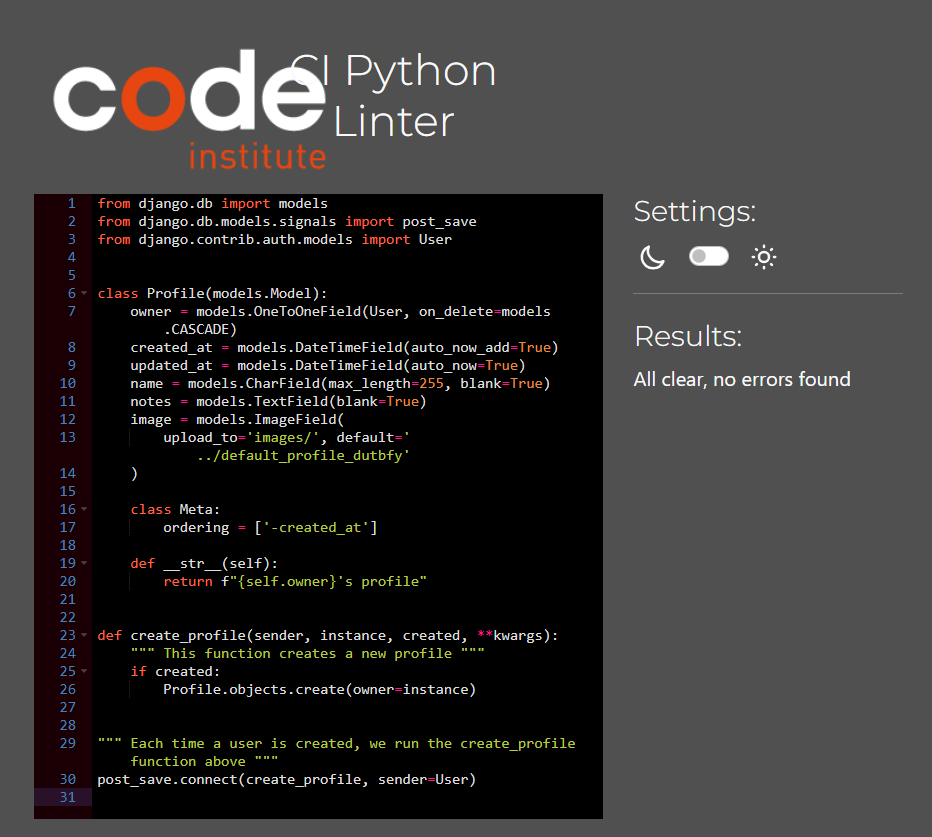 code
institute
CI Python
Linter
1 from django.db import models
2 from django.db.models.signals import post_save
3 from django.contrib.auth.models import User
4
5
6 class Profile(models.Model):
7     owner = models.OneToOneField(User, on_delete=models
        .CASCADE)
8     created_at = models.DateTimeField(auto_now_add=True)
9     updated_at = models.DateTimeField(auto_now=True)
10     name = models.CharField(max_length=255, blank=True)
11     notes = models.TextField(blank=True)
12     image = models.ImageField(
13         upload_to='images/', default='
            ../default_profile_dutbfy'
14     )
15
16     class Meta:
17         ordering = ['-created_at']
18
19     def __str__(self):
20         return f"{self.owner}'s profile"
21
22
23 def create_profile(sender, instance, created, **kwargs):
24     """ This function creates a new profile """
25     if created:
26         Profile.objects.create(owner=instance)
27
28
29 """ Each time a user is created, we run the create_profile
    function above """
30 post_save.connect(create_profile, sender=User)
31
Settings:
Results:
All clear, no errors found